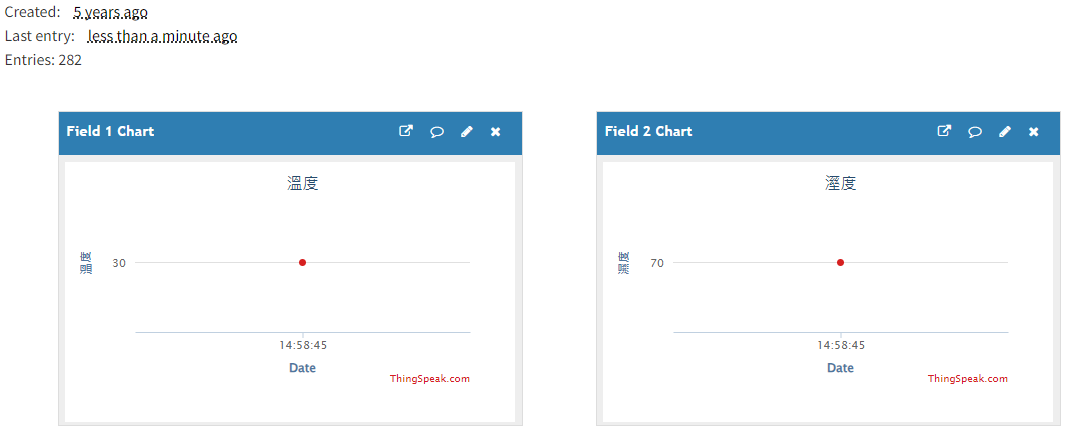 Created: 5 years ago
Last entry: less than a minute ago
Entries: 282
Field 1 Chart
溫度
溫度
30
14:58:45
Date
ThingSpeak.com
Field 2 Chart
溼度
濕度
70
14:58:45
Date
ThingSpeak.com